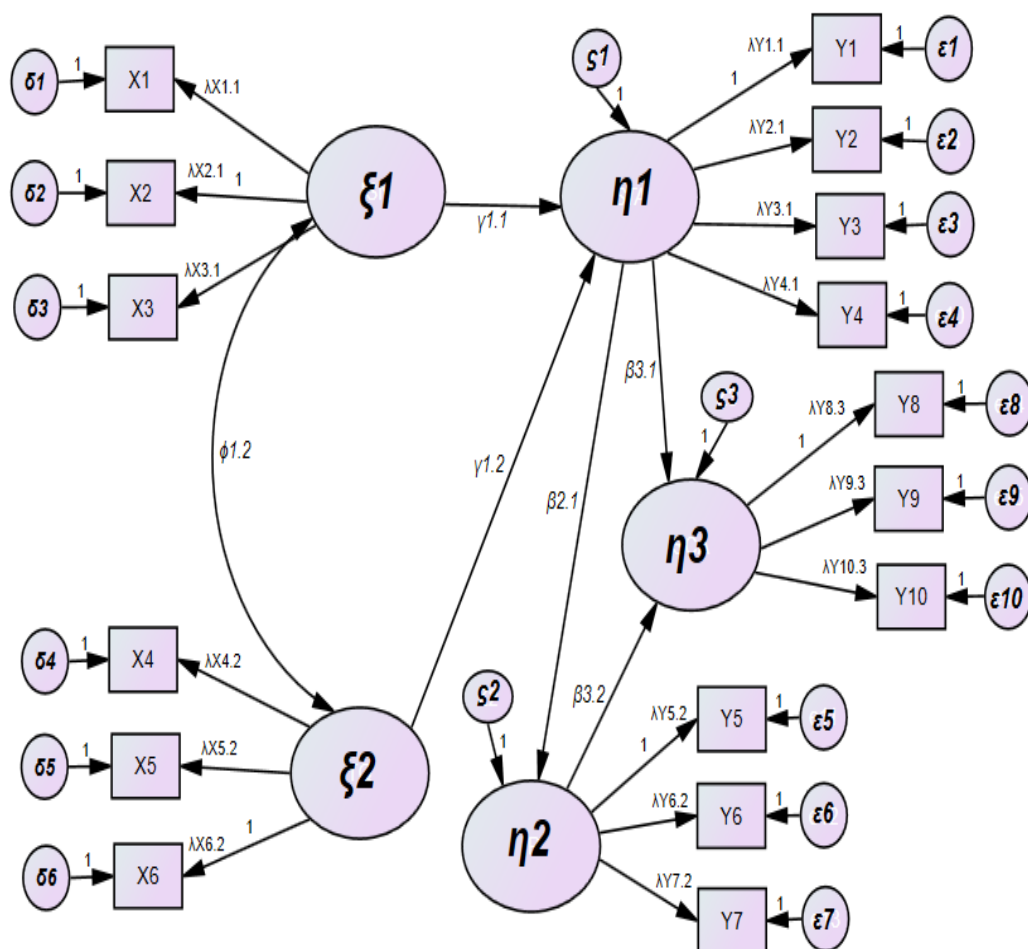 δ1
1
X1
λX1.1
δ2
1
X2
λX2.1
1
δ3
1
X3
λX3.1
ξ1
γ1.1
ς1
1
η1
λY1.1
1
Y1
1
ε1
λY2.1
Y2
1
ε2
λY3.1
Y3
1
ε3
λY4.1
Y4
1
ε4
ϕ1.2
γ1.2
β2.1
β3.1
ς3
1
η3
λY8.3
1
Y8
1
ε8
λY9.3
Y9
1
ε9
λY10.3
Y10
1
ε10
δ4
1
X4
λX4.2
δ5
1
X5
λX5.2
δ6
1
X6
λX6.2
1
ξ2
ς2
1
η2
β3.2
λY5.2
1
Y5
1
ε5
λY6.2
Y6
1
ε6
λY7.2
Y7
1
ε7